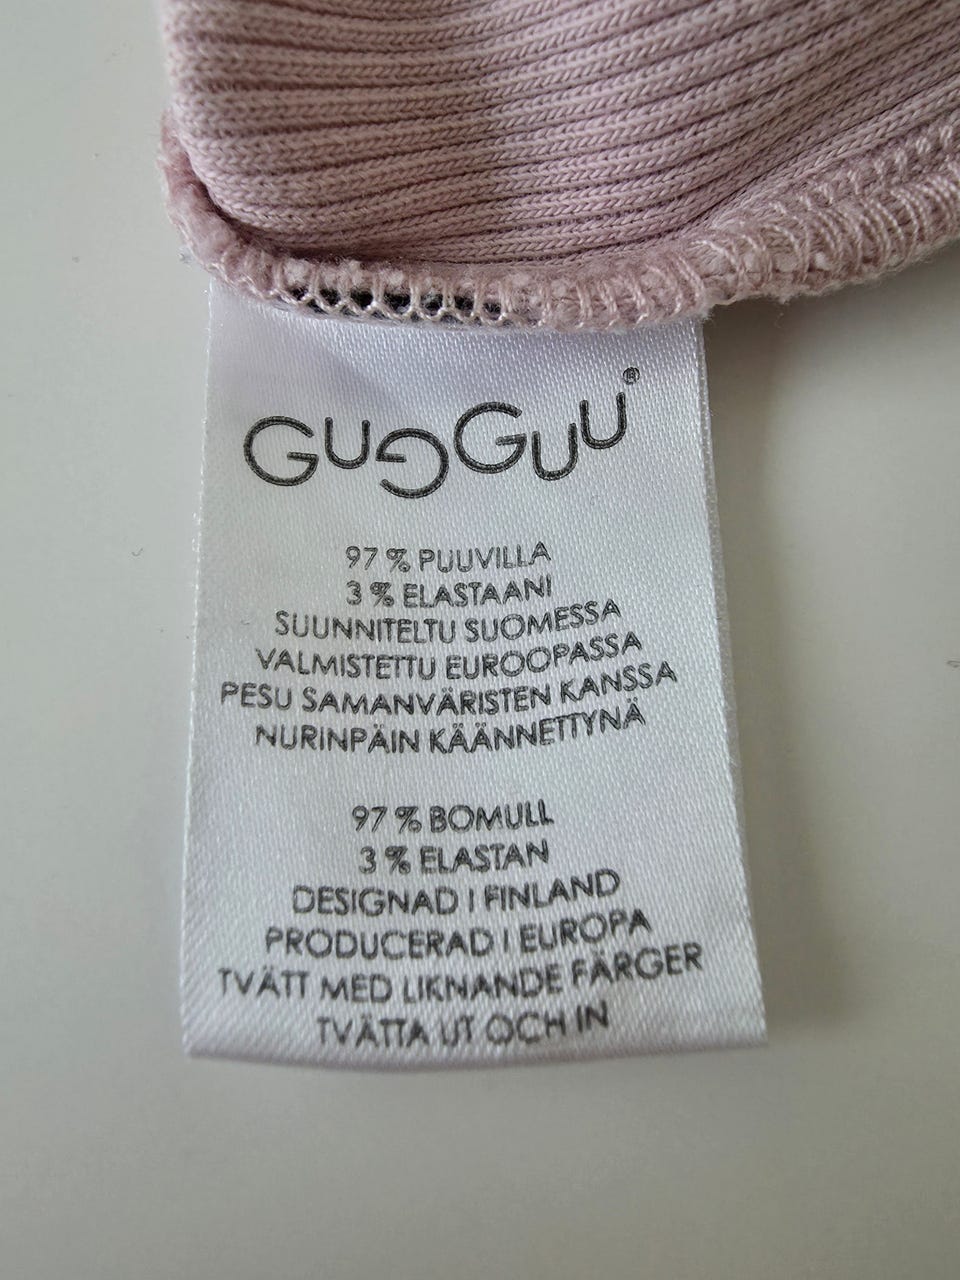 GUGGUU®
97 % PUUVILLA
3 % ELASTAANI
SUUNNITELTU SUOMESSA
VALMISTETTU EUROOPASSA
PESU SAMANVÄRISTEN KANSSA
NURINPÄIN KÄÄNNETTYNÄ
97 % BOMULL
3 % ELASTAN
DESIGNAD I FINLAND
PRODUCERAD I EUROPA
TVÄTT MED LIKNANDE FÄRGER
TVÄTTA UT OCH IN